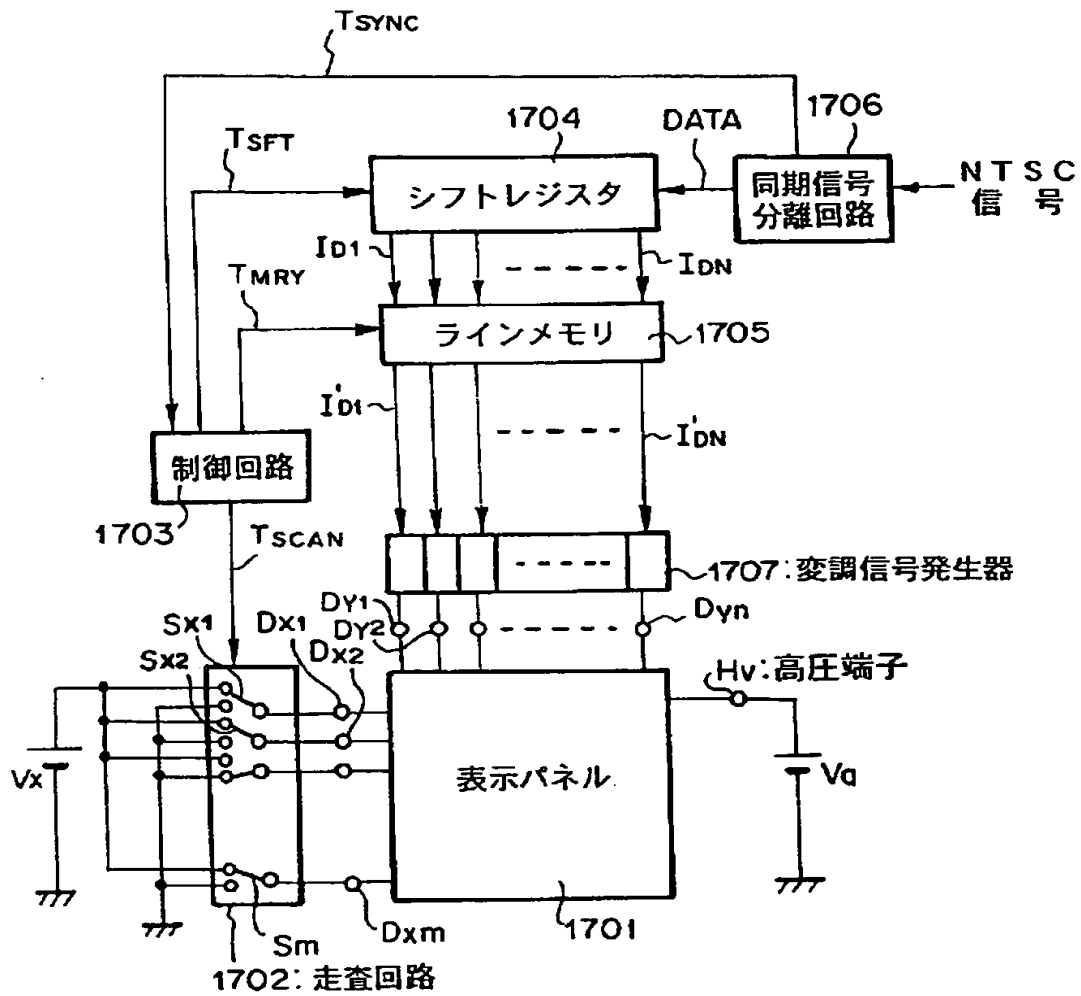 TSYNC
1706
1704
DATA
TSFT
シフトレジスタ
同期信号
分離回路
NTSC
信号
ID1
IDN
TMRY
ラインメモリ
1705
I'D1
I'DN
制御回路
1703
TSCAN
1707:変調信号発生器
DY1
DY2
Dyn
SX1
SX2
DX1
DX2
Hv:高圧端子
Vx
表示パネル
Va
Sm
Dxm
1701
1702:走査回路